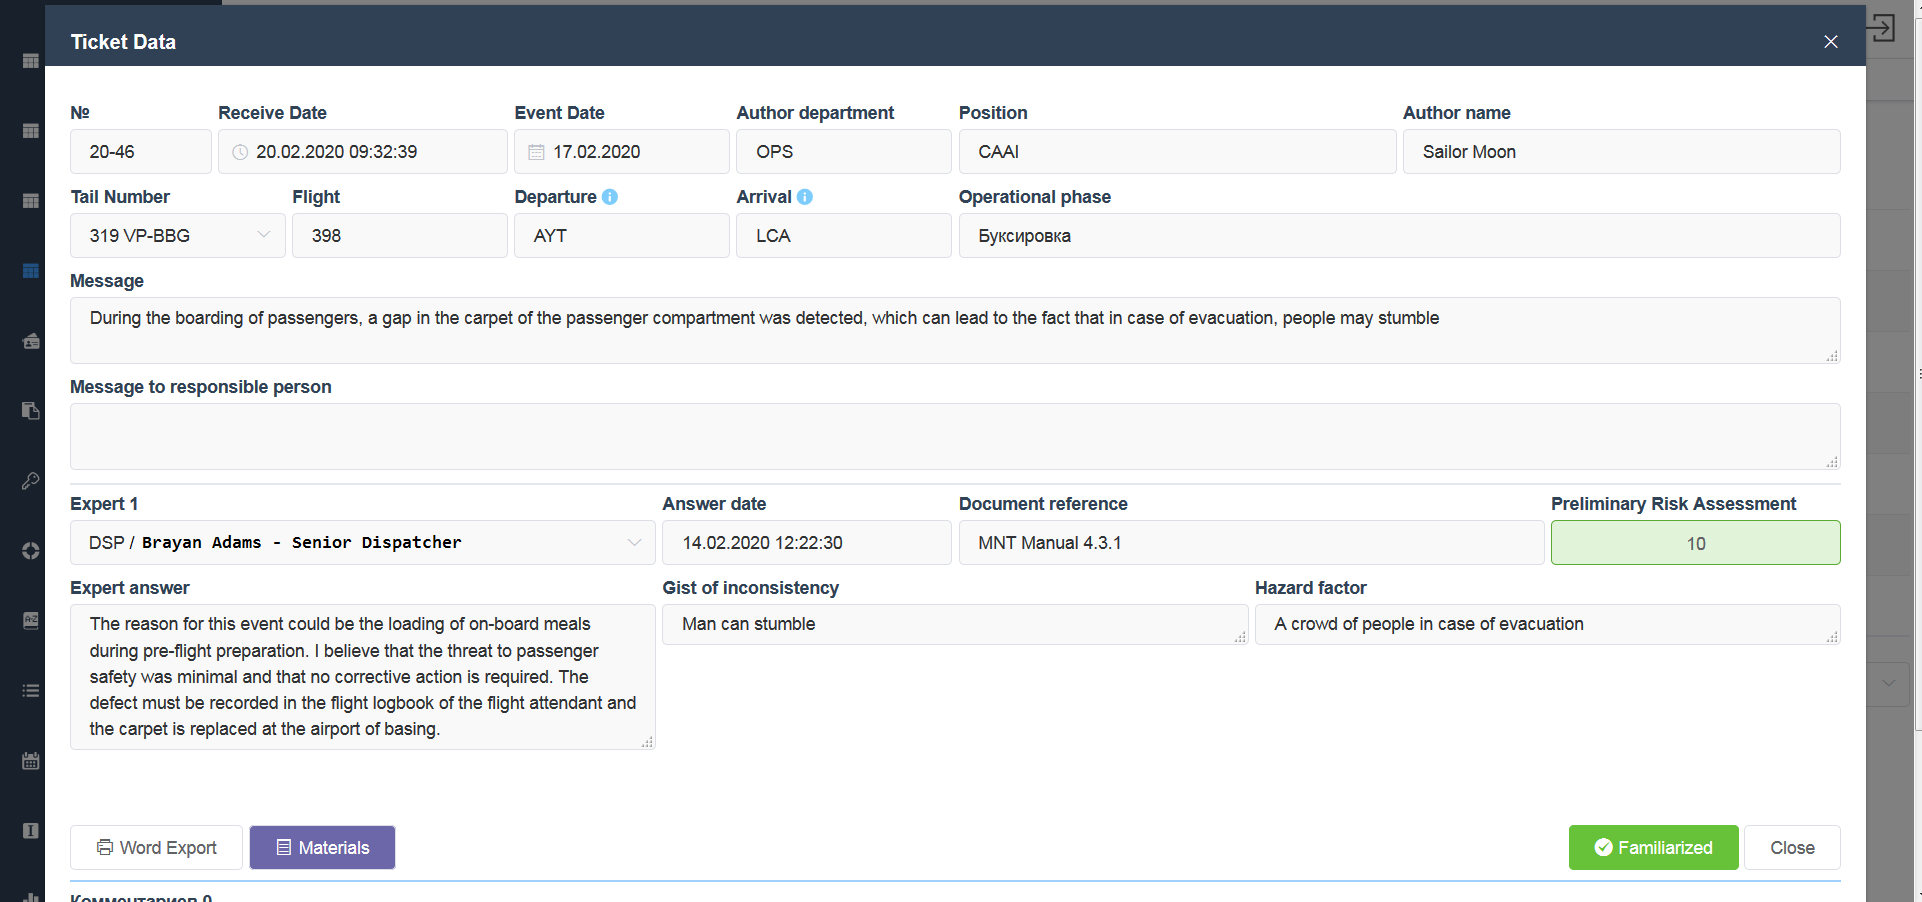 Ticket Data
№ Receive Date Event Date Author department Position Author name
20-46 20.02.2020 09:32:39 17.02.2020 OPS CAAI Sailor Moon
Tail Number Flight Departure Arrival Operational phase
319 VP-BBG 398 AYT LCA Буксировка
Message
During the boarding of passengers, a gap in the carpet of the passenger compartment was detected, which can lead to the fact that in case of evacuation, people may stumble
Message to responsible person
Expert 1 Answer date Document reference Preliminary Risk Assessment
DSP / Brayan Adams - Senior Dispatcher 14.02.2020 12:22:30 MNT Manual 4.3.1 10
Expert answer Gist of inconsistency Hazard factor
The reason for this event could be the loading of on-board meals
during pre-flight preparation. I believe that the threat to passenger
safety was minimal and that no corrective action is required. The
defect must be recorded in the flight logbook of the flight attendant and
the carpet is replaced at the airport of basing.
Man can stumble
A crowd of people in case of evacuation
Word Export Materials Familiarized Close
Комментариев 0